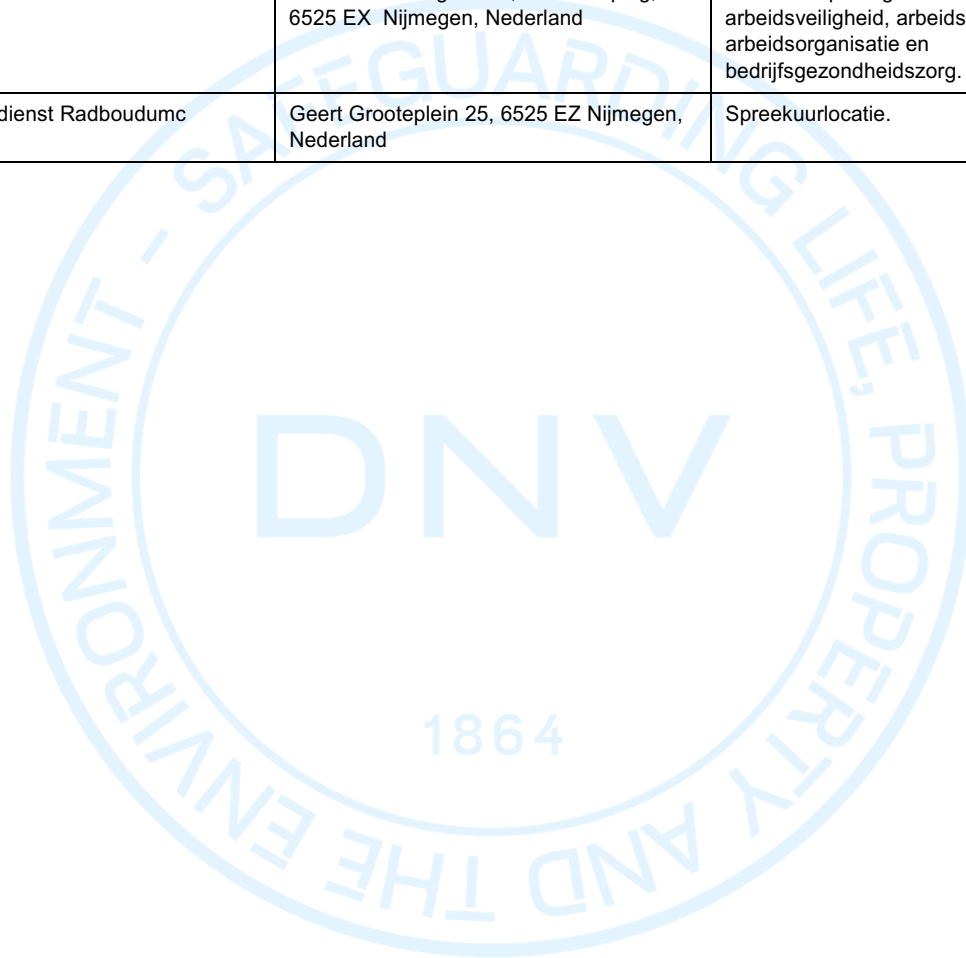 6525 EX  Nijmegen, Nederland
arbeidsveiligheid, arbeids
arbeidsorganisatie en
bedrijfsgezondheidszorg.
dienst Radboudumc
Geert Grooteplein 25, 6525 EZ Nijmegen,
Nederland
Spreekuurlocatie.
SAFEGUARDING LIFE, PROPERTY AND THE ENVIRONMENT -
DNV
1864